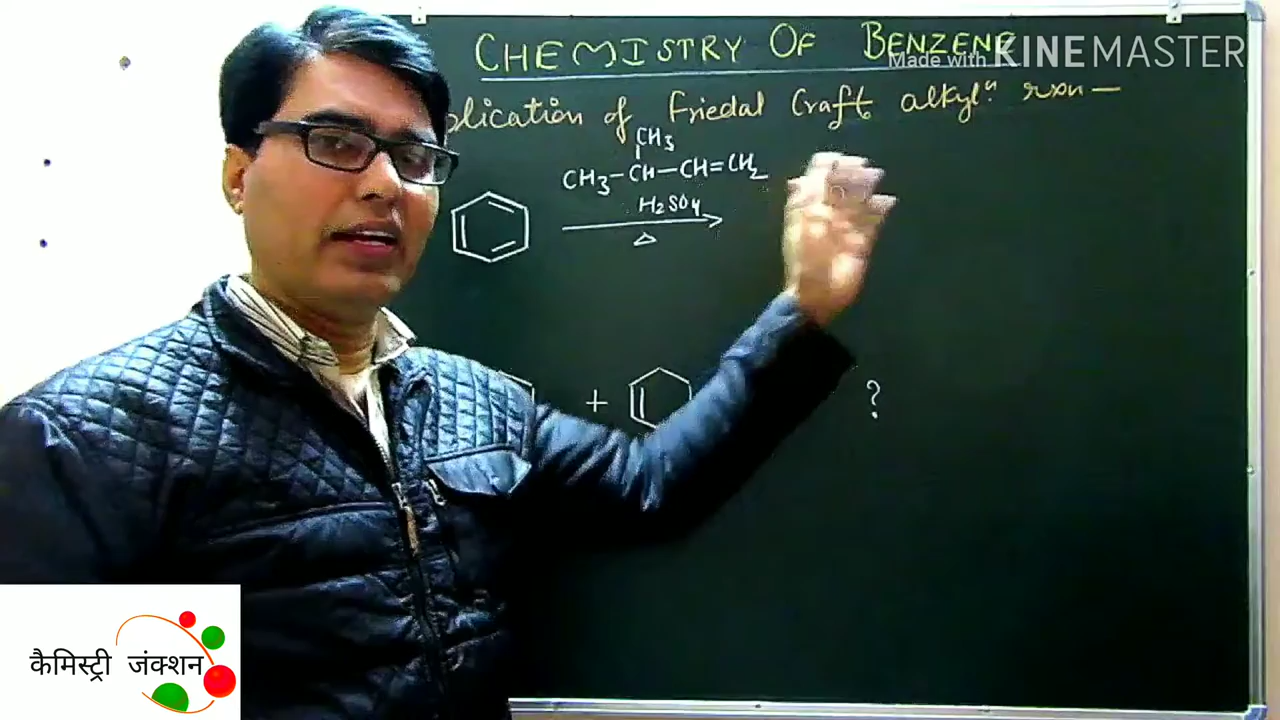 CHEMISTRY OF BENZENE
Made with KINEMASTER
plication of Friedal Craft alkylⁿ. rxn —
CH3
CH3—CH—CH=CH2
H2SO4
△
+ ?
कैमिस्ट्री जंक्शन